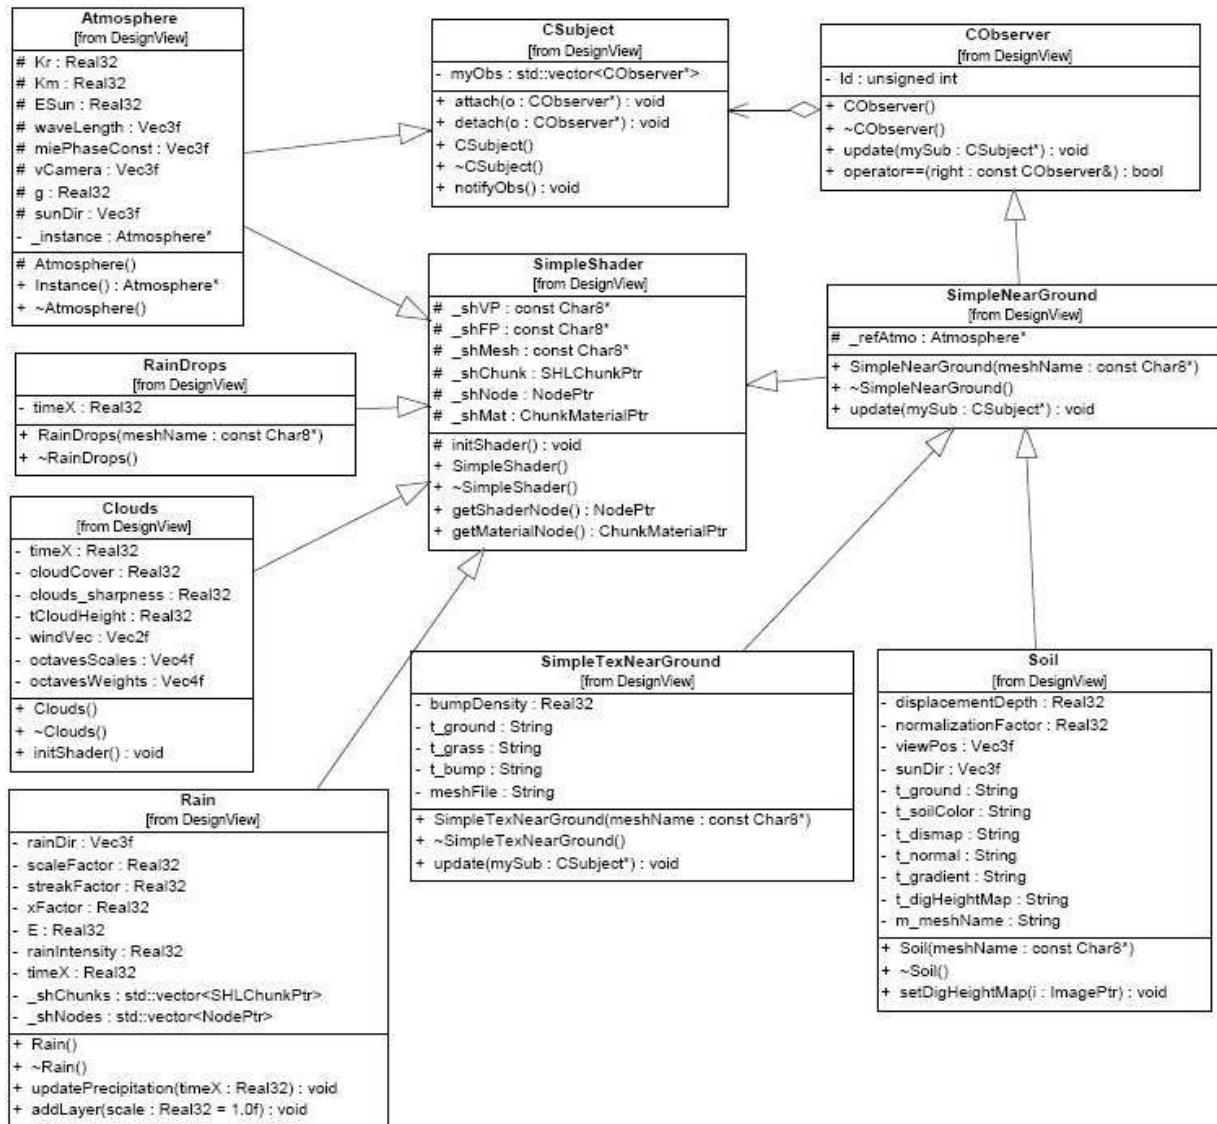 Atmosphere
[from DesignView]
# Kr : Real32
# Km : Real32
# ESun : Real32
# waveLength : Vec3f
# miePhaseConst : Vec3f
# vCamera : Vec3f
# g : Real32
# sunDir : Vec3f
- _instance : Atmosphere*
# Atmosphere()
+ Instance() : Atmosphere*
+ ~Atmosphere()
CSubject
[from DesignView]
- myObs : std::vector<CObserver*>
+ attach(o : CObserver*) : void
+ detach(o : CObserver*) : void
+ CSubject()
+ ~CSubject()
+ notifyObs() : void
CObserver
[from DesignView]
- Id : unsigned int
+ CObserver()
+ ~CObserver()
+ update(mySub : CSubject*) : void
+ operator==(right : const CObserver&) : bool
SimpleShader
[from DesignView]
# _shVP : const Char8*
# _shFP : const Char8*
# _shMesh : const Char8*
# _shChunk : SHLChunkPtr
# _shNode : NodePtr
# _shMat : ChunkMaterialPtr
# initShader() : void
+ SimpleShader()
+ ~SimpleShader()
+ getShaderNode() : NodePtr
+ getMaterialNode() : ChunkMaterialPtr
SimpleNearGround
[from DesignView]
# _refAtmo : Atmosphere*
+ SimpleNearGround(meshName : const Char8*)
+ ~SimpleNearGround()
+ update(mySub : CSubject*) : void
RainDrops
[from DesignView]
- timeX : Real32
+ RainDrops(meshName : const Char8*)
+ ~RainDrops()
Clouds
[from DesignView]
- timeX : Real32
- cloudCover : Real32
- clouds_sharpness : Real32
- tCloudHeight : Real32
- windVec : Vec2f
- octavesScales : Vec4f
- octavesWeights : Vec4f
+ Clouds()
+ ~Clouds()
+ initShader() : void
SimpleTexNearGround
[from DesignView]
- bumpDensity : Real32
- t_ground : String
- t_grass : String
- t_bump : String
- meshFile : String
+ SimpleTexNearGround(meshName : const Char8*)
+ ~SimpleTexNearGround()
+ update(mySub : CSubject*) : void
Soil
[from DesignView]
- displacementDepth : Real32
- normalizationFactor : Real32
- viewPos : Vec3f
- sunDir : Vec3f
- t_ground : String
- t_soilColor : String
- t_dismap : String
- t_normal : String
- t_gradient : String
- t_digHeightMap : String
- m_meshName : String
+ Soil(meshName : const Char8*)
+ ~Soil()
+ setDigHeightMap(i : ImagePtr) : void
Rain
[from DesignView]
- rainDir : Vec3f
- scaleFactor : Real32
- streakFactor : Real32
- xFactor : Real32
- E : Real32
- rainIntensity : Real32
- timeX : Real32
- _shChunks : std::vector<SHLChunkPtr>
- _shNodes : std::vector<NodePtr>
+ Rain()
+ ~Rain()
+ updatePrecipitation(timeX : Real32) : void
+ addLayer(scale : Real32 = 1.0f) : void